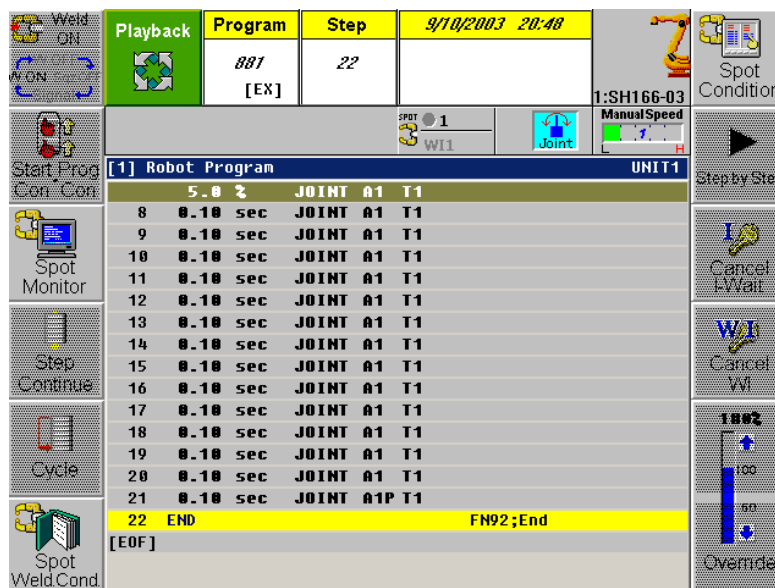 Weld
ON
Playback
Program
Step
9/10/2003 20:48
Spot
Condition
881
[EX]
22
1:SH166-03
Start Prog
Con Con
SPOT 1
WI1
Joint
Manual Speed
1
L H
Step by Ste
[1] Robot Program UNIT1
5.0 % JOINT A1 T1
8 0.10 sec JOINT A1 T1
9 0.10 sec JOINT A1 T1
10 0.10 sec JOINT A1 T1
11 0.10 sec JOINT A1 T1
12 0.10 sec JOINT A1 T1
13 0.10 sec JOINT A1 T1
14 0.10 sec JOINT A1 T1
15 0.10 sec JOINT A1 T1
16 0.10 sec JOINT A1 T1
17 0.10 sec JOINT A1 T1
18 0.10 sec JOINT A1 T1
19 0.10 sec JOINT A1 T1
20 0.10 sec JOINT A1 T1
21 0.10 sec JOINT A1P T1
22 END FN92;End
[EOF]
Spot
Monitor
Step
Continue
Cycle
Spot
Weld.Cond.
I
Cancel
I-Wait
WI
Cancel
WI
100%
100
50
Override